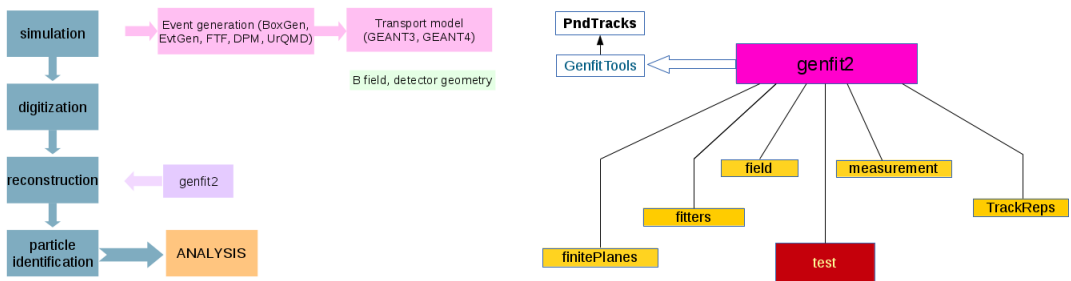 simulation
Event generation (BoxGen,
EvtGen, FTF, DPM, UrQMD)
Transport model
(GEANT3, GEANT4)
B field, detector geometry
digitization
reconstruction
genfit2
particle
identification
ANALYSIS
PndTracks
GenfitTools
genfit2
field
measurement
fitters
TrackReps
finitePlanes
test